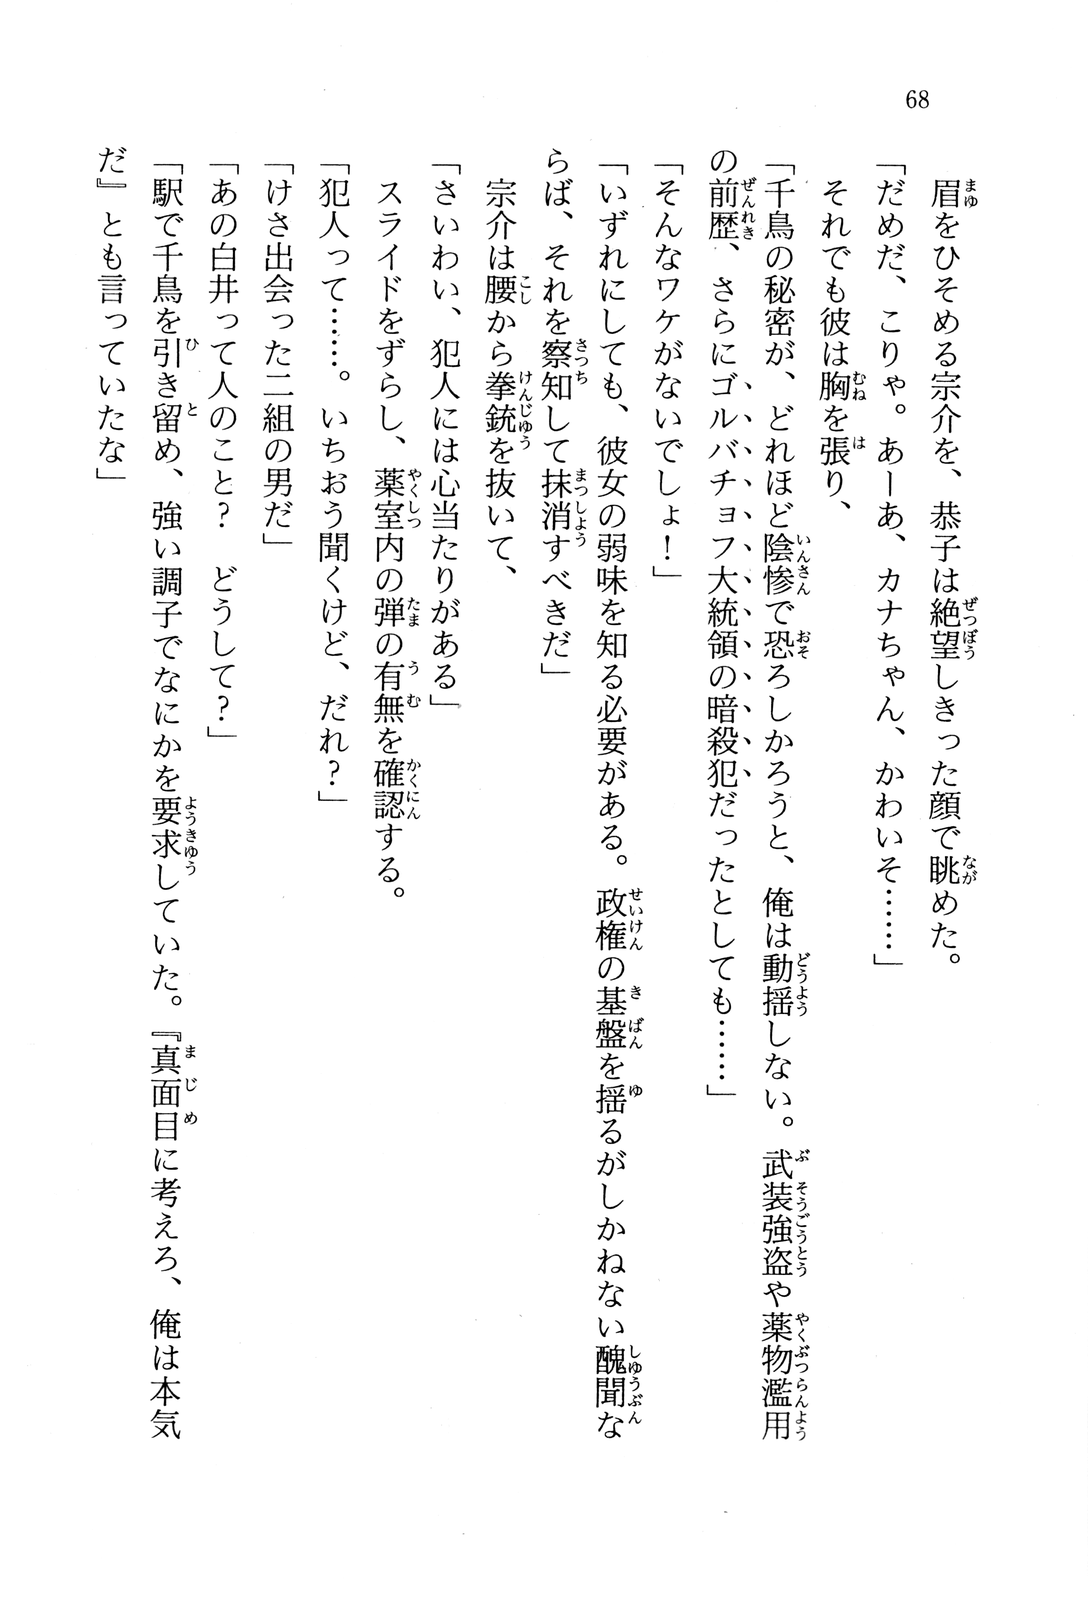 68
眉をひそめる宗介を、恭子は絶望しきった顔で眺めた。
「だめだ、こりゃ。あーあ、カナちゃん、かわいそ……」
それでも彼は胸を張り、
「千鳥の秘密が、どれほど陰惨で恐ろしかろうと、俺は動揺しない。武装強盗や薬物濫用
の前歴、さらにゴルバチョフ大統領の暗殺犯だったとしても……」
「そんなワケがないでしょ！」
「いずれにしても、彼女の弱味を知る必要がある。政権の基盤を揺るがしかねない醜聞な
らば、それを察知して抹消すべきだ」
宗介は腰から拳銃を抜いて、
「さいわい、犯人には心当たりがある」
スライドをずらし、薬室内の弾の有無を確認する。
「犯人って……。いちおう聞くけど、だれ？」
「けさ出会った二組の男だ」
「あの白井って人のこと？　どうして？」
「駅で千鳥を引き留め、強い調子でなにかを要求していた。『真面目に考えろ、俺は本気
だ』とも言っていたな」